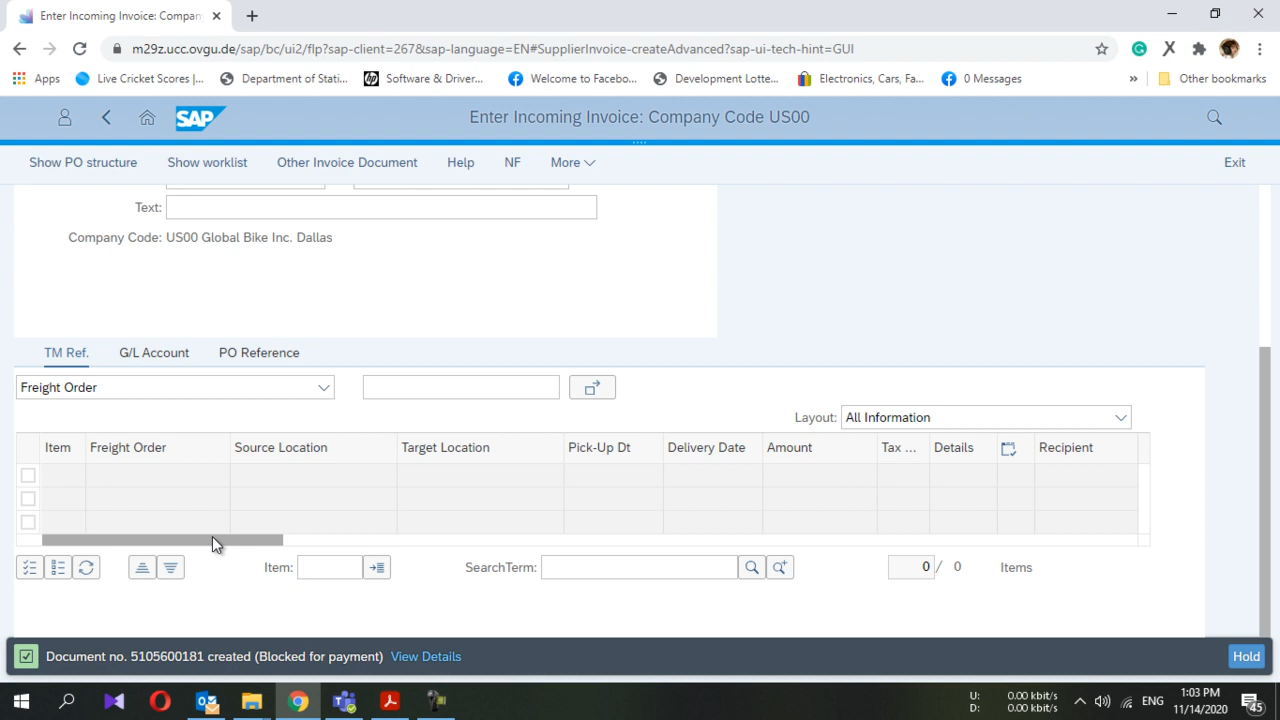 Enter Incoming Invoice: Company
m29z.ucc.ovgu.de/sap/bc/ui2/flp?sap-client=267&sap-language=EN#SupplierInvoice-createAdvanced?sap-ui-tech-hint=GUI
Apps Live Cricket Scores |... Department of Stati... Software & Driver... Welcome to Facebo... Development Lotte... Electronics, Cars, Fa... 0 Messages » Other bookmarks
SAP Enter Incoming Invoice: Company Code US00
Show PO structure Show worklist Other Invoice Document Help NF More Exit
Text:
Company Code: US00 Global Bike Inc. Dallas
TM Ref. G/L Account PO Reference
Freight Order
Layout: All Information
Item Freight Order Source Location Target Location Pick-Up Dt Delivery Date Amount Tax ... Details Recipient
Item: SearchTerm: 0 / 0 Items
Document no. 5105600181 created (Blocked for payment) View Details Hold
U: 0.00 kbit/s
D: 0.00 kbit/s
ENG
1:03 PM
11/14/2020
45